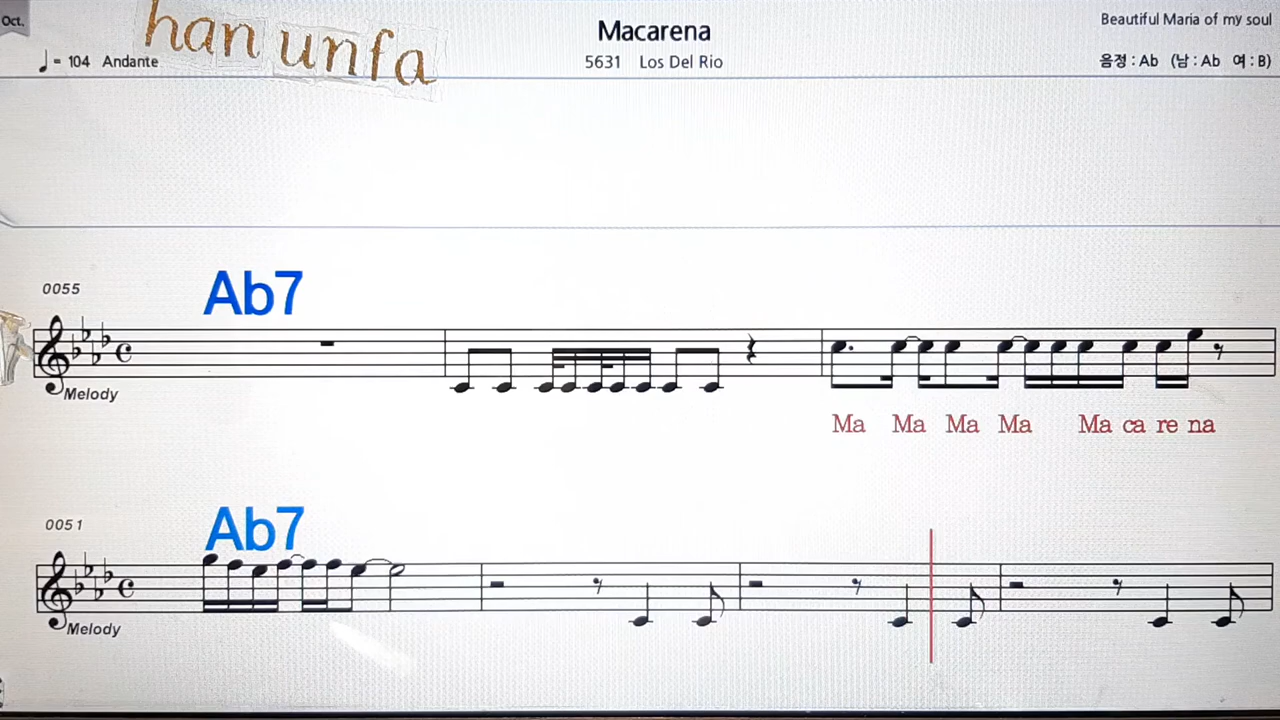 Oct.
han unfa
Macarena
Beautiful Maria of my soul
♩= 104 Andante
5631 Los Del Rio
음정 : Ab (남 : Ab 여 : B)
0055
Ab7
Melody
Ma Ma Ma Ma Ma ca re na
0051
Ab7
Melody